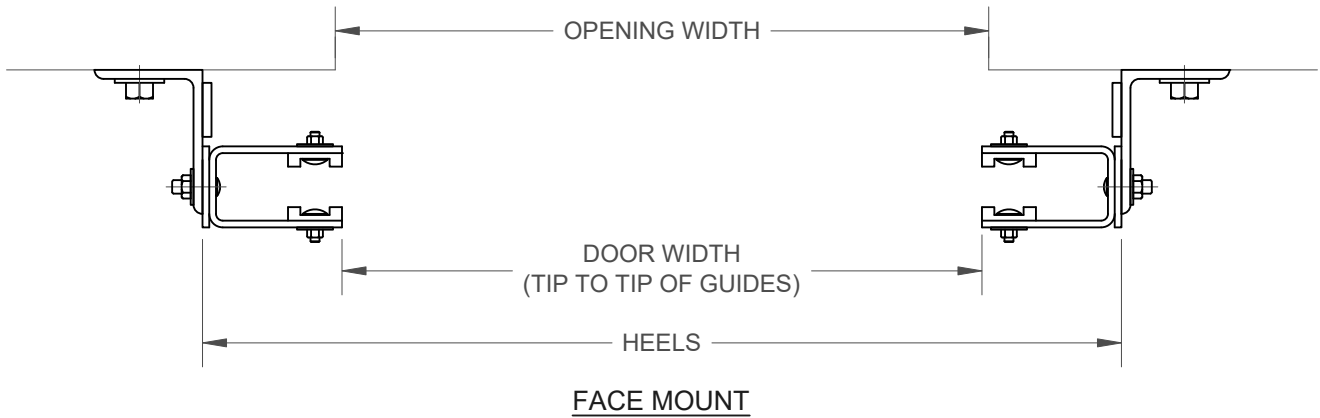 OPENING WIDTH
DOOR WIDTH
(TIP TO TIP OF GUIDES)
HEELS
FACE MOUNT